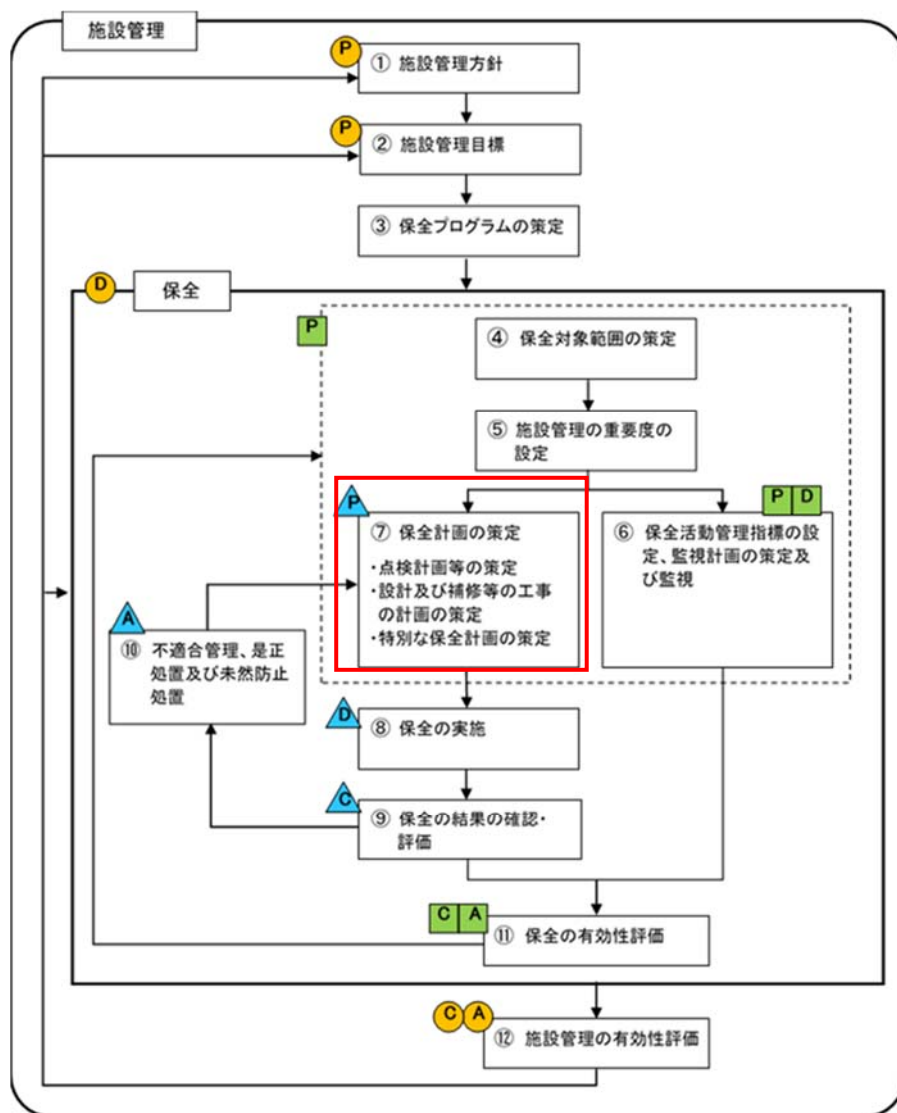 施設管理
P
① 施設管理方針
P
② 施設管理目標
③ 保全プログラムの策定
D
保全
P
④ 保全対象範囲の策定
⑤ 施設管理の重要度の
設定
P
⑦ 保全計画の策定
・点検計画等の策定
・設計及び補修等の工事
の計画の策定
・特別な保全計画の策定
P D
⑥ 保全活動管理指標の設
定、監視計画の策定及
び監視
A
⑩ 不適合管理、是正
処置及び未然防止
処置
D
⑧ 保全の実施
C
⑨ 保全の結果の確認・
評価
C A
⑪ 保全の有効性評価
C A
⑫ 施設管理の有効性評価